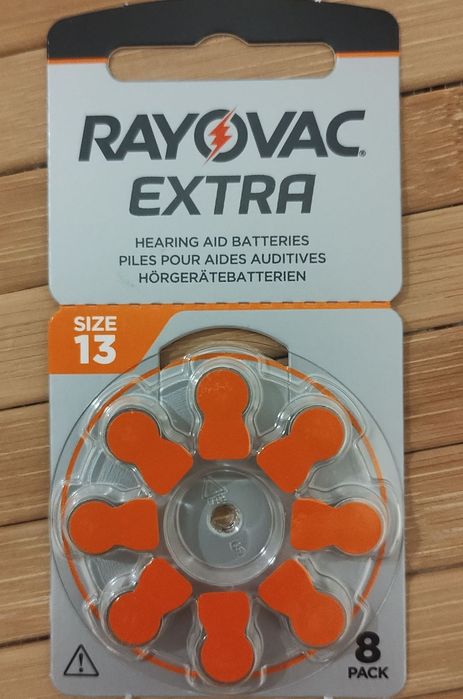 RAYOVAC
EXTRA
HEARING AID BATTERIES
PILES POUR AIDES AUDITIVES
HÖRGERÄTEBATTERIEN
SIZE
13
8
PACK